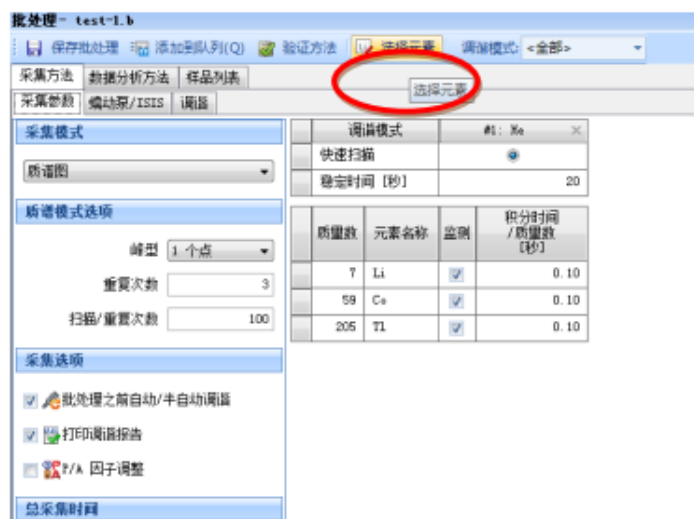 批处理- test-1.b
保存批处理 添加到队列(Q) 验证方法 选择元素 调谐模式: <全部>
采集方法 数据分析方法 样品列表
选择元素
采集参数 蠕动泵/ISIS 调谐
采集模式
质谱图
质谱模式选项
峰型 1 个点
重复次数 3
扫描/重复次数 100
采集选项
批处理之前自动/半自动调谐
打印调谐报告
P/A 因子调整
总采集时间
调谐模式 #1: Xe
快速扫描
稳定时间 [秒] 20
质量数 元素名称 监测 积分时间/质量数 [秒]
7 Li 0.10
59 Co 0.10
205 Tl 0.10